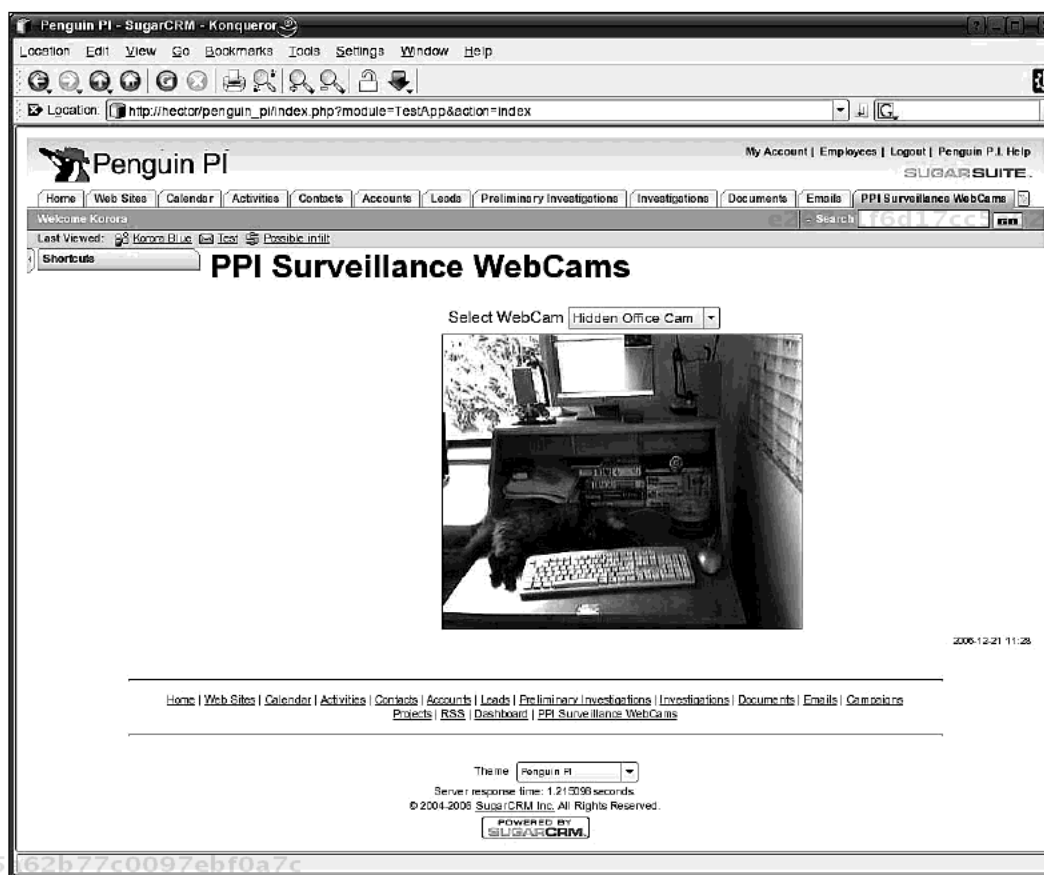 Penguin PI - SugarCRM - Konqueror
Location Edit View Go Bookmarks Tools Settings Window Help
Location: http://hector/penguin_pi/index.php?module=TestApp&action=index
Penguin PI
My Account | Employees | Logout | Penguin P.I. Help
SUGARSUITE.
Home Web Sites Calendar Activities Contacts Accounts Leads Preliminary Investigations Investigations Documents Emails PPI Surveillance WebCams
Welcome Korora
Search
Last Viewed: Korora Blue Test Possible infilt
Shortcuts
PPI Surveillance WebCams
Select WebCam Hidden Office Cam
2006-12-21 11:28
Home | Web Sites | Calendar | Activities | Contacts | Accounts | Leads | Preliminary Investigations | Investigations | Documents | Emails | Campaigns
Projects | RSS | Dashboard | PPI Surveillance WebCams
Theme Penguin PI
Server response time: 1.215098 seconds.
© 2004-2006 SugarCRM Inc. All Rights Reserved.
POWERED BY
SUGARCRM.
62b77c0097ebf0a7c